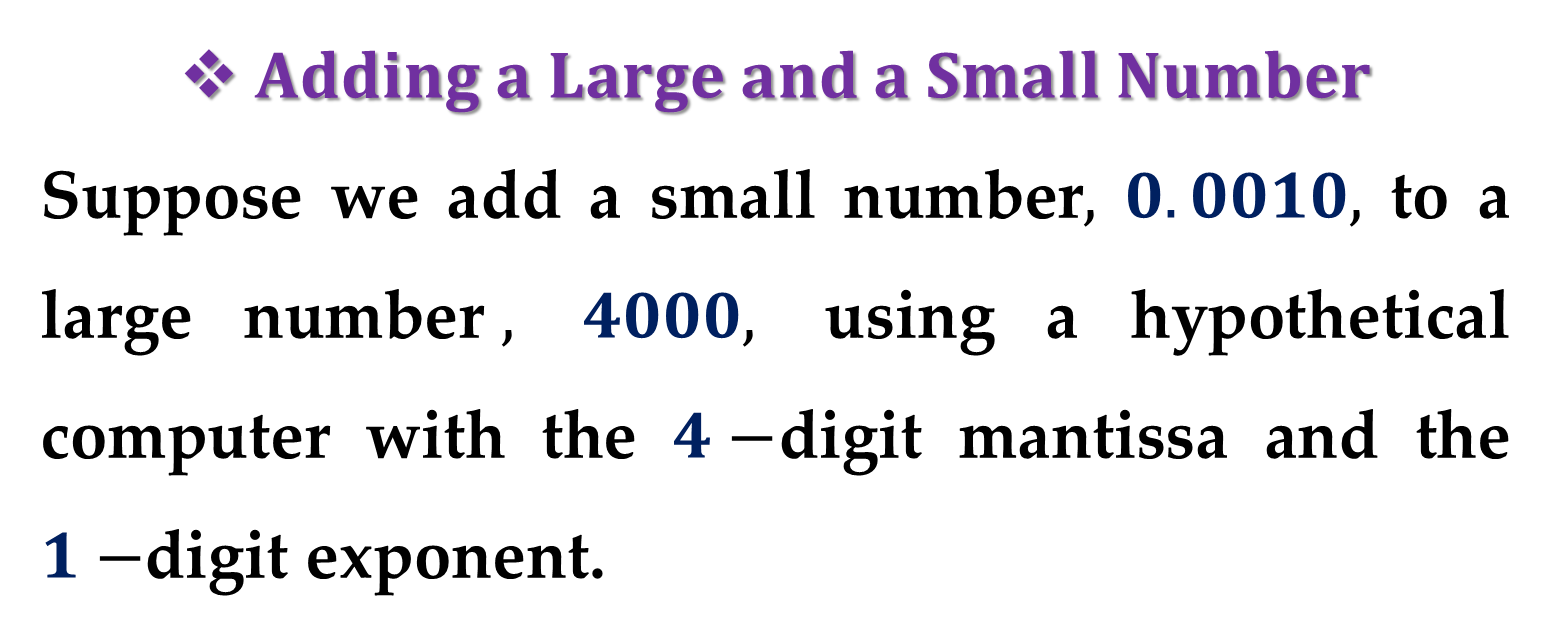 ❖ Adding a Large and a Small Number
Suppose we add a small number, 0.0010, to a
large number , 4000, using a hypothetical
computer with the 4 −digit mantissa and the
1 −digit exponent.